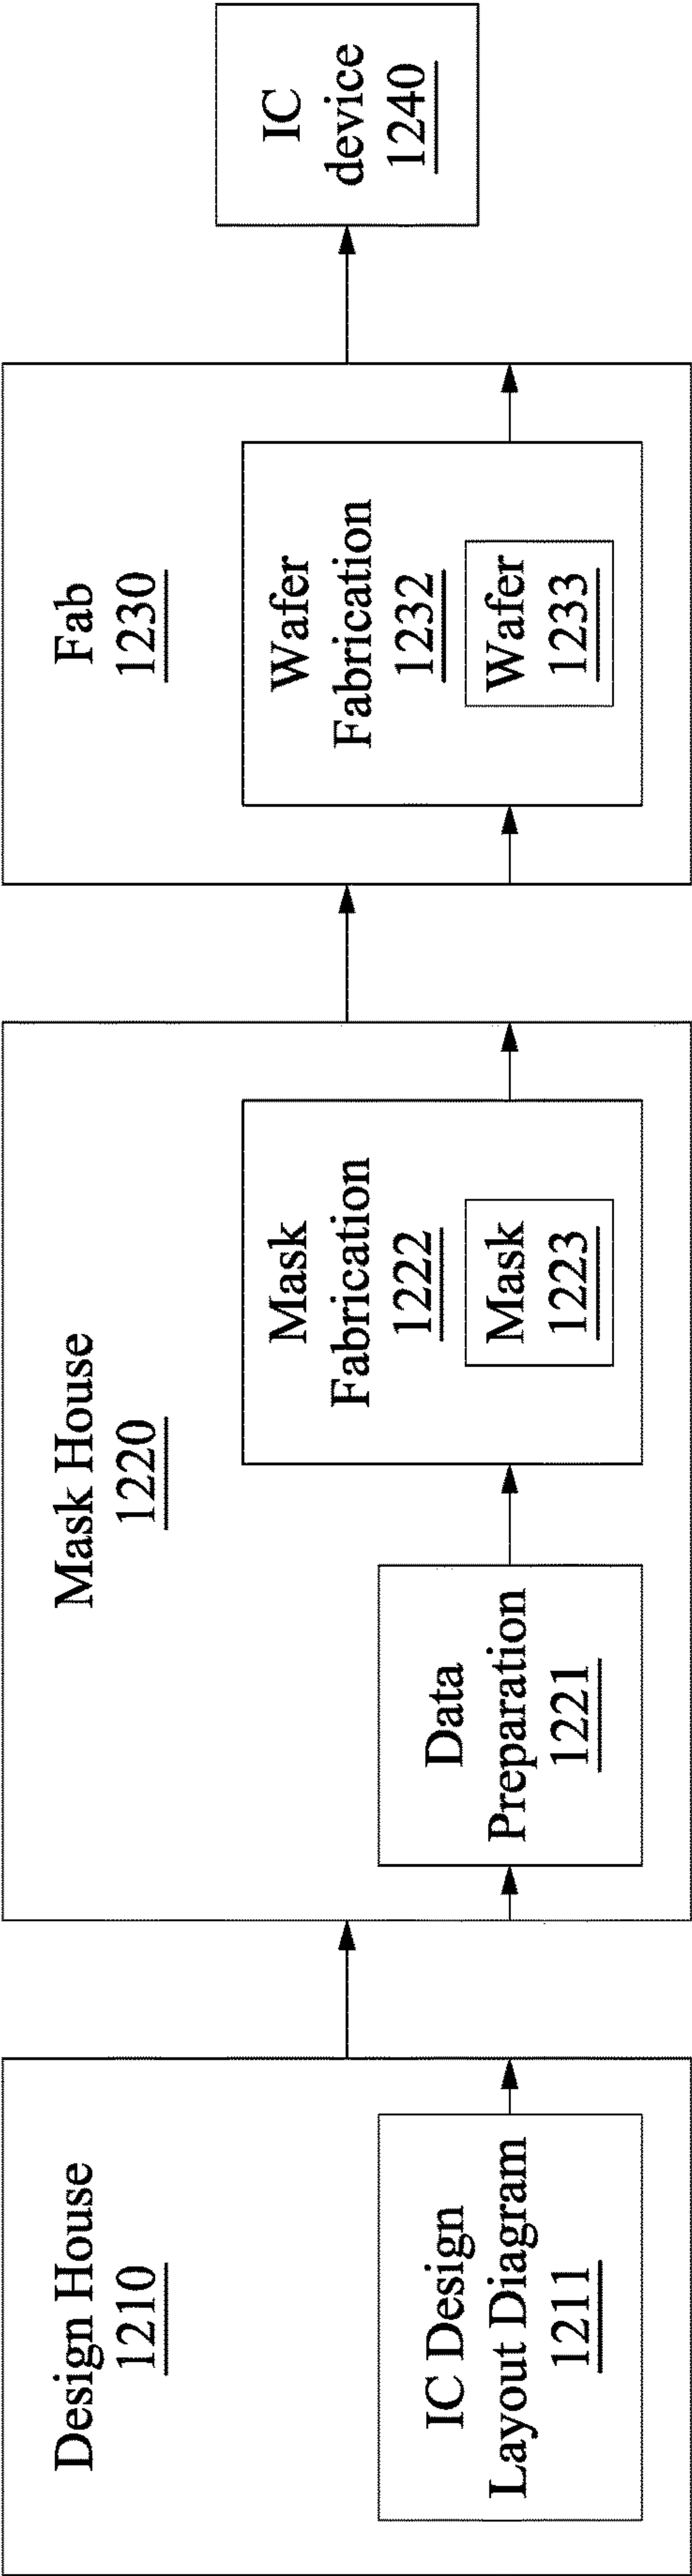 Design House
1210
IC Design
Layout Diagram
1211
Mask House
1220
Data
Preparation
1221
Mask
Fabrication
1222
Mask
1223
Fab
1230
Wafer
Fabrication
1232
Wafer
1233
IC
device
1240